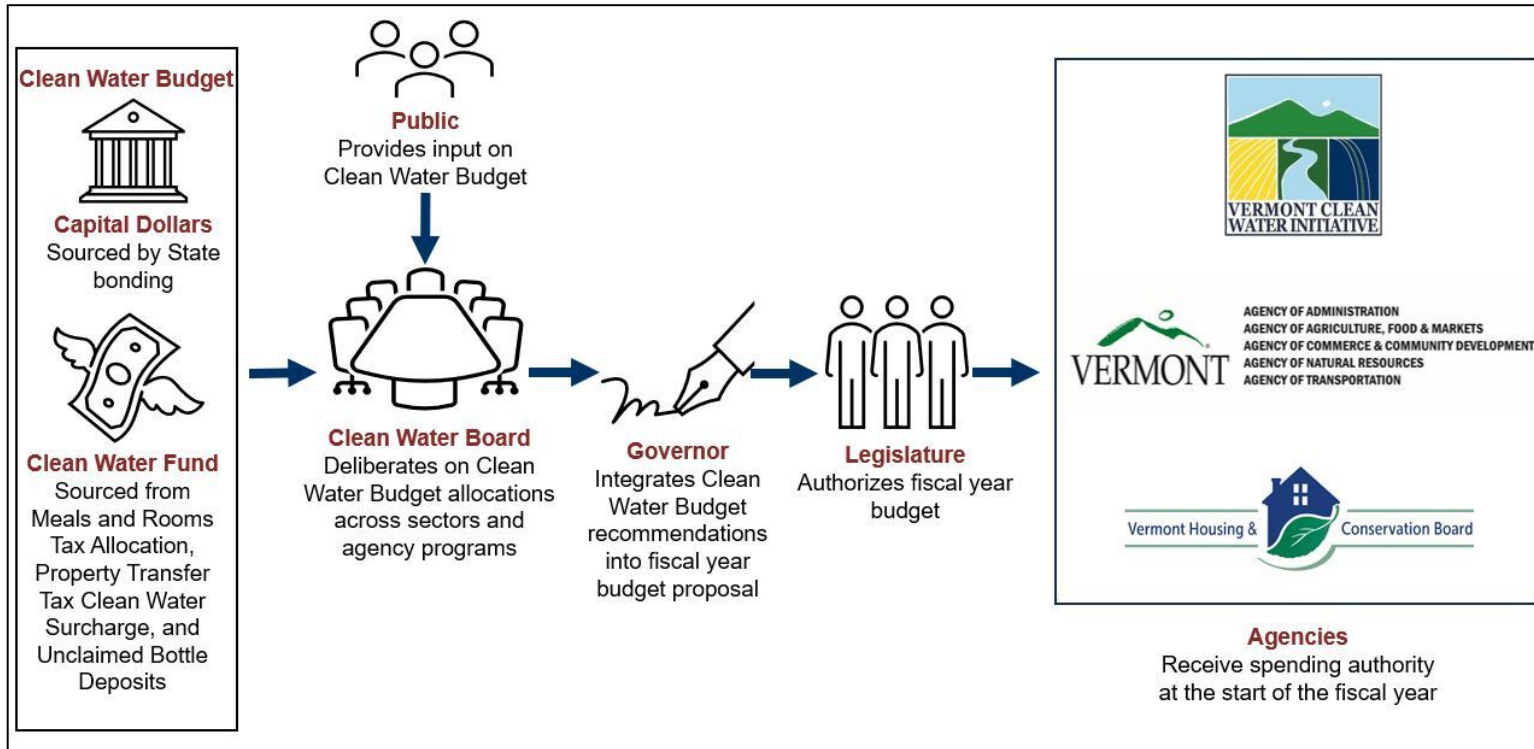 Clean Water Budget
Capital Dollars
Sourced by State
bonding
Clean Water Fund
Sourced from
Meals and Rooms
Tax Allocation,
Property Transfer
Tax Clean Water
Surcharge, and
Unclaimed Bottle
Deposits
Public
Provides input on
Clean Water Budget
Clean Water Board
Deliberates on Clean
Water Budget allocations
across sectors and
agency programs
Governor
Integrates Clean
Water Budget
recommendations
into fiscal year
budget proposal
Legislature
Authorizes fiscal year
budget
VERMONT CLEAN
WATER INITIATIVE
VERMONT
AGENCY OF ADMINISTRATION
AGENCY OF AGRICULTURE, FOOD & MARKETS
AGENCY OF COMMERCE & COMMUNITY DEVELOPMENT
AGENCY OF NATURAL RESOURCES
AGENCY OF TRANSPORTATION
Vermont Housing & Conservation Board
Agencies
Receive spending authority
at the start of the fiscal year